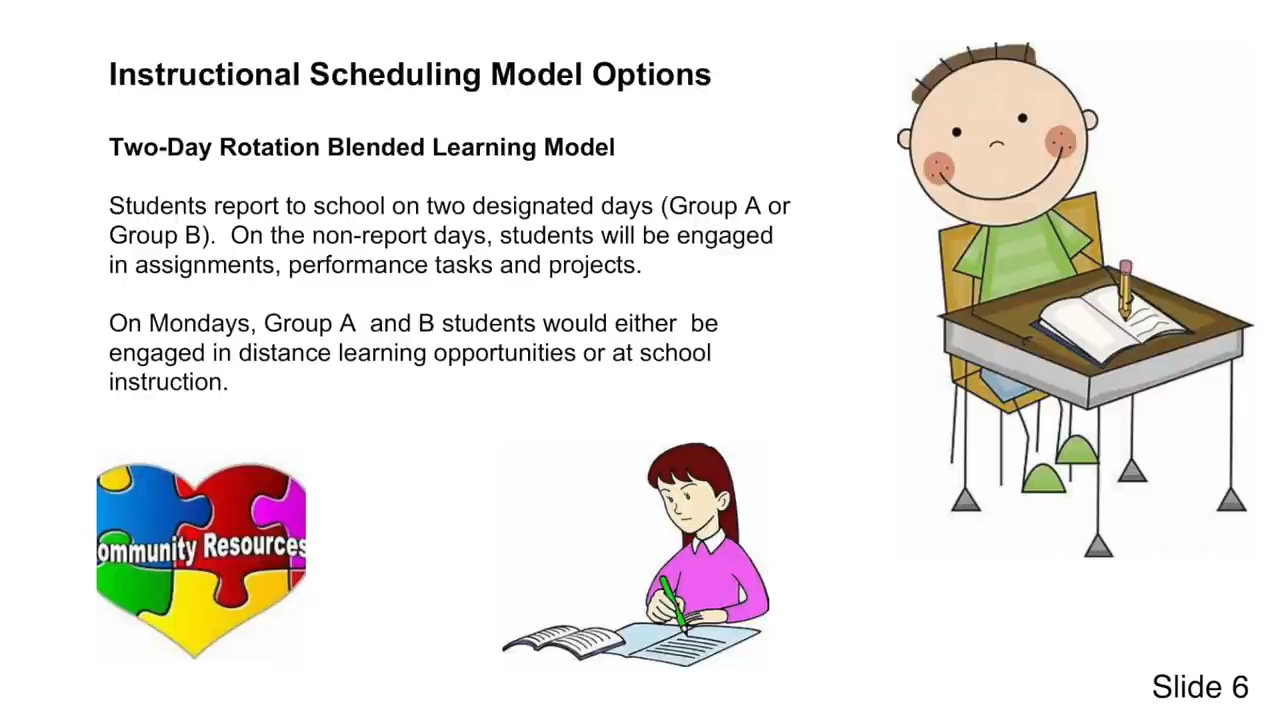 Instructional Scheduling Model Options
Two-Day Rotation Blended Learning Model
Students report to school on two designated days (Group A or
Group B).  On the non-report days, students will be engaged
in assignments, performance tasks and projects.
On Mondays, Group A  and B students would either  be
engaged in distance learning opportunities or at school
instruction.
ommunity Resources
Slide 6